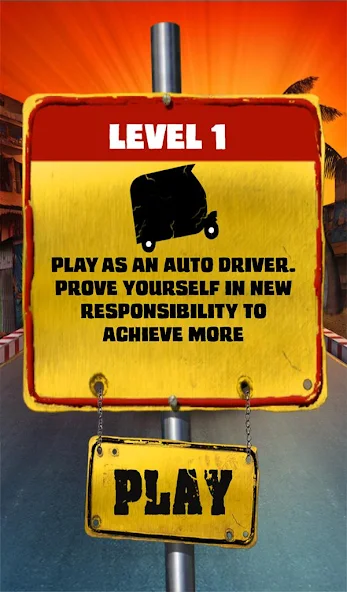 LEVEL 1
PLAY AS AN AUTO DRIVER.
PROVE YOURSELF IN NEW
RESPONSIBILITY TO
ACHIEVE MORE
PLAY